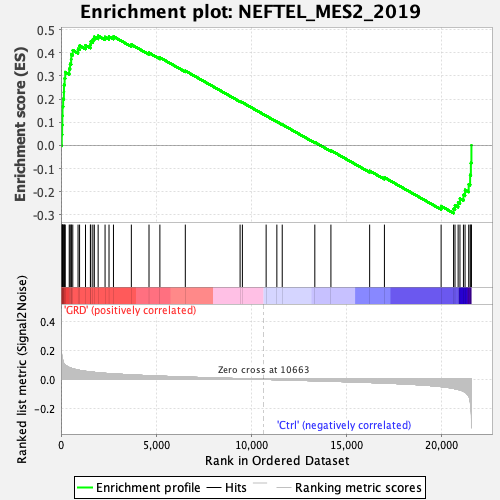 Enrichment plot: NEFTEL_MES2_2019
Enrichment score (ES)
0.5
0.4
0.3
0.2
0.1
0.0
-0.1
-0.2
-0.3
'GRD' (positively correlated)
Ranked list metric (Signal2Noise)
0.4
0.2
0.0
-0.2
Zero cross at 10663
'Ctrl' (negatively correlated)
0
5,000
10,000
15,000
20,000
Rank in Ordered Dataset
Enrichment profile
Hits
Ranking metric scores